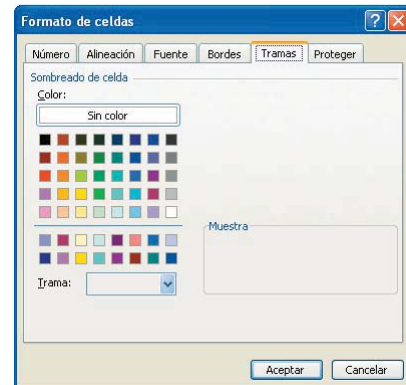 Formato de celdas
Número Alineación Fuente Bordes Tramas Proteger
Sombreado de celda
Color:
Sin color
Muestra
Trama:
Aceptar Cancelar